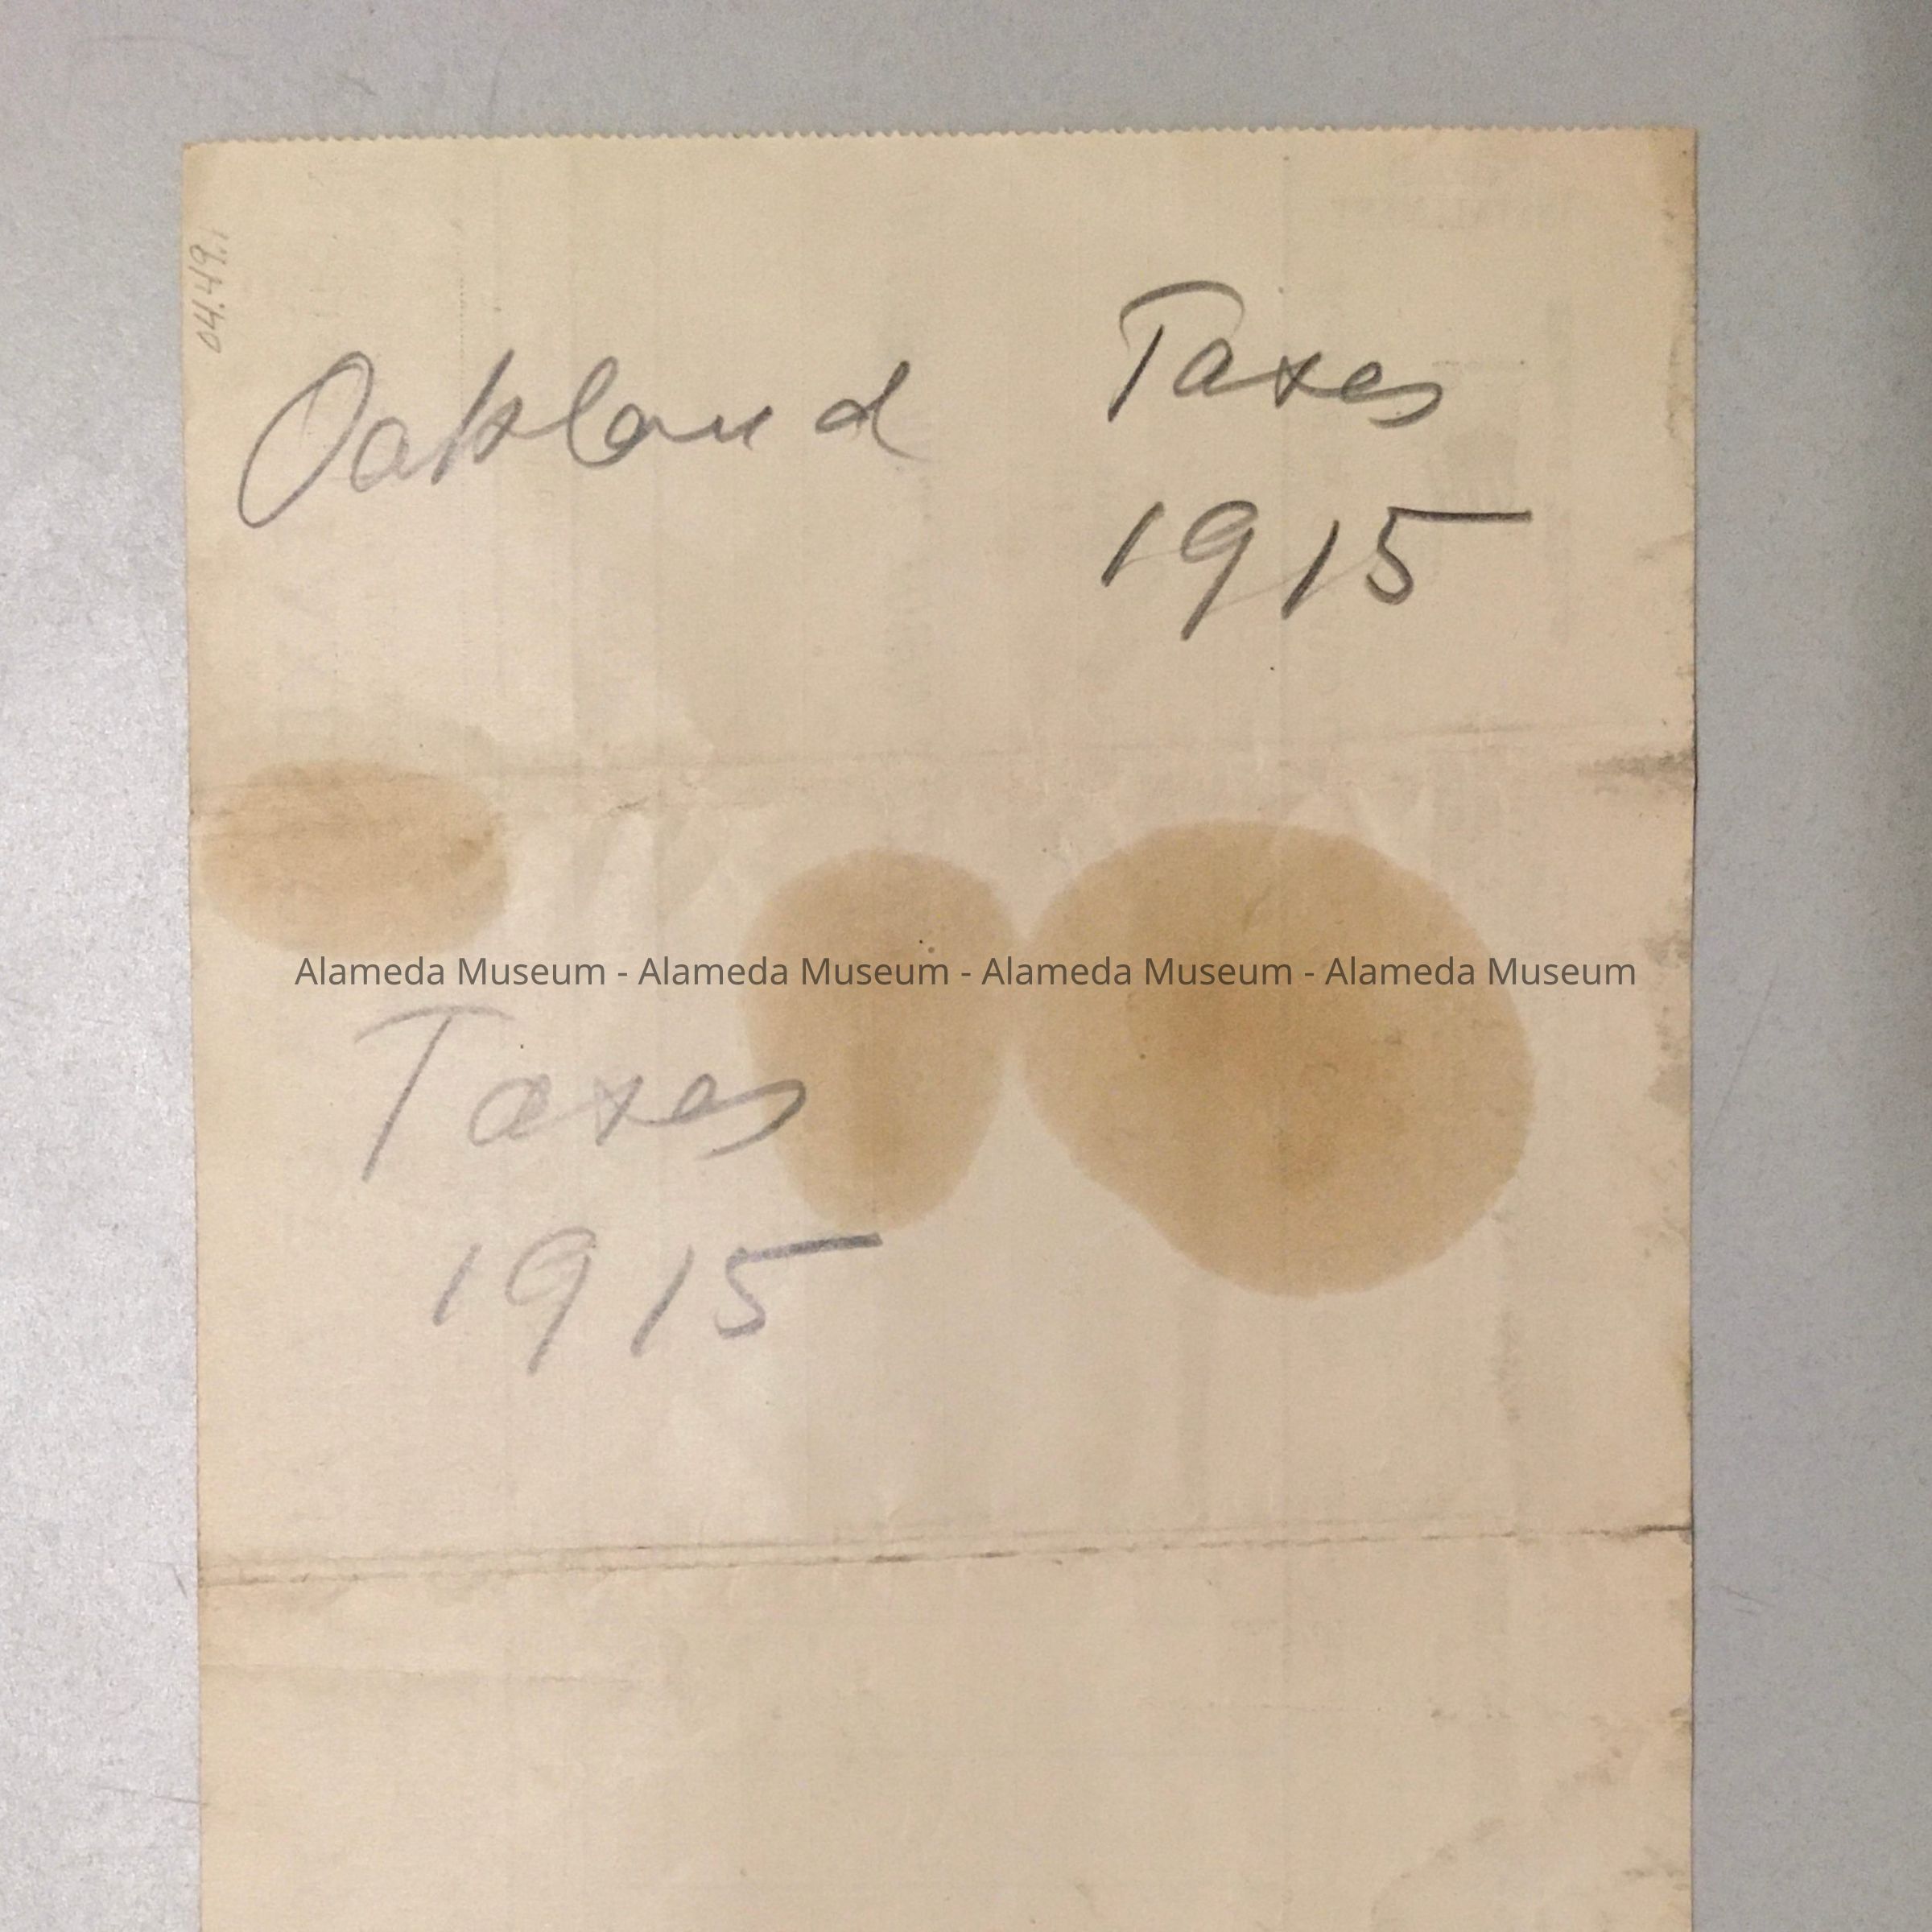 04.49.1
Oakland Taxes
1915
Alameda Museum - Alameda Museum - Alameda Museum - Alameda Museum
Taxes
1915